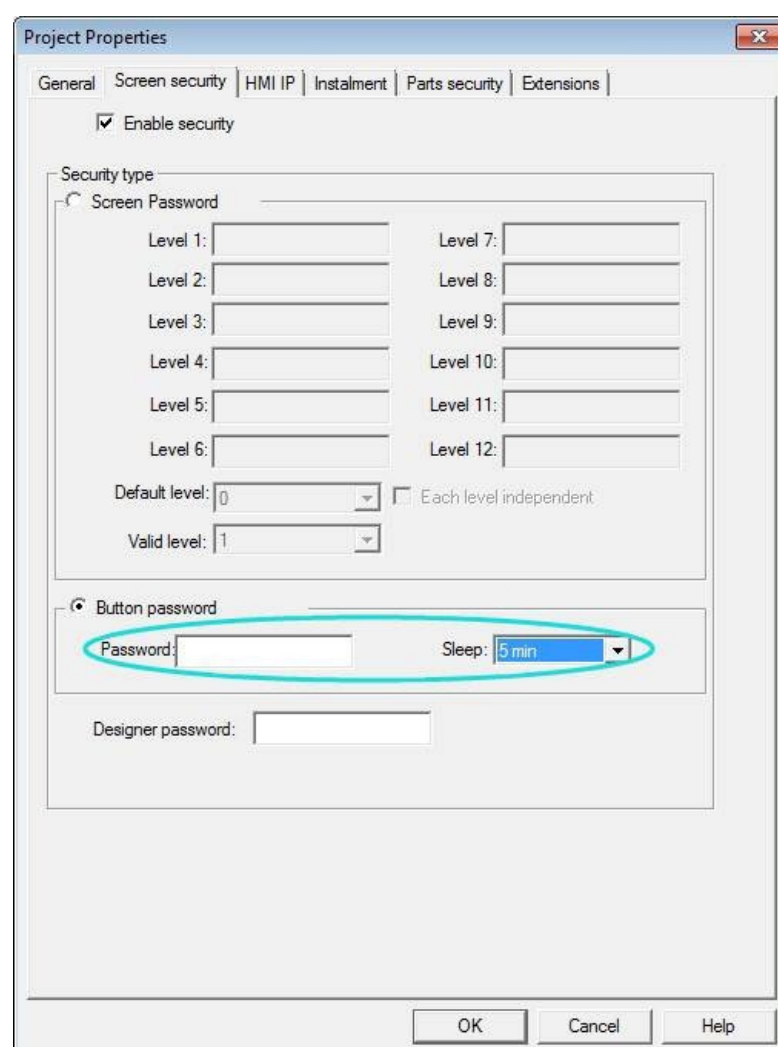 Project Properties
General Screen security HMI IP Instalment Parts security Extensions
Enable security
Security type
Screen Password
Level 1: Level 7:
Level 2: Level 8:
Level 3: Level 9:
Level 4: Level 10:
Level 5: Level 11:
Level 6: Level 12:
Default level: 0 Each level independent
Valid level: 1
Button password
Password: Sleep: 5 min
Designer password:
OK Cancel Help